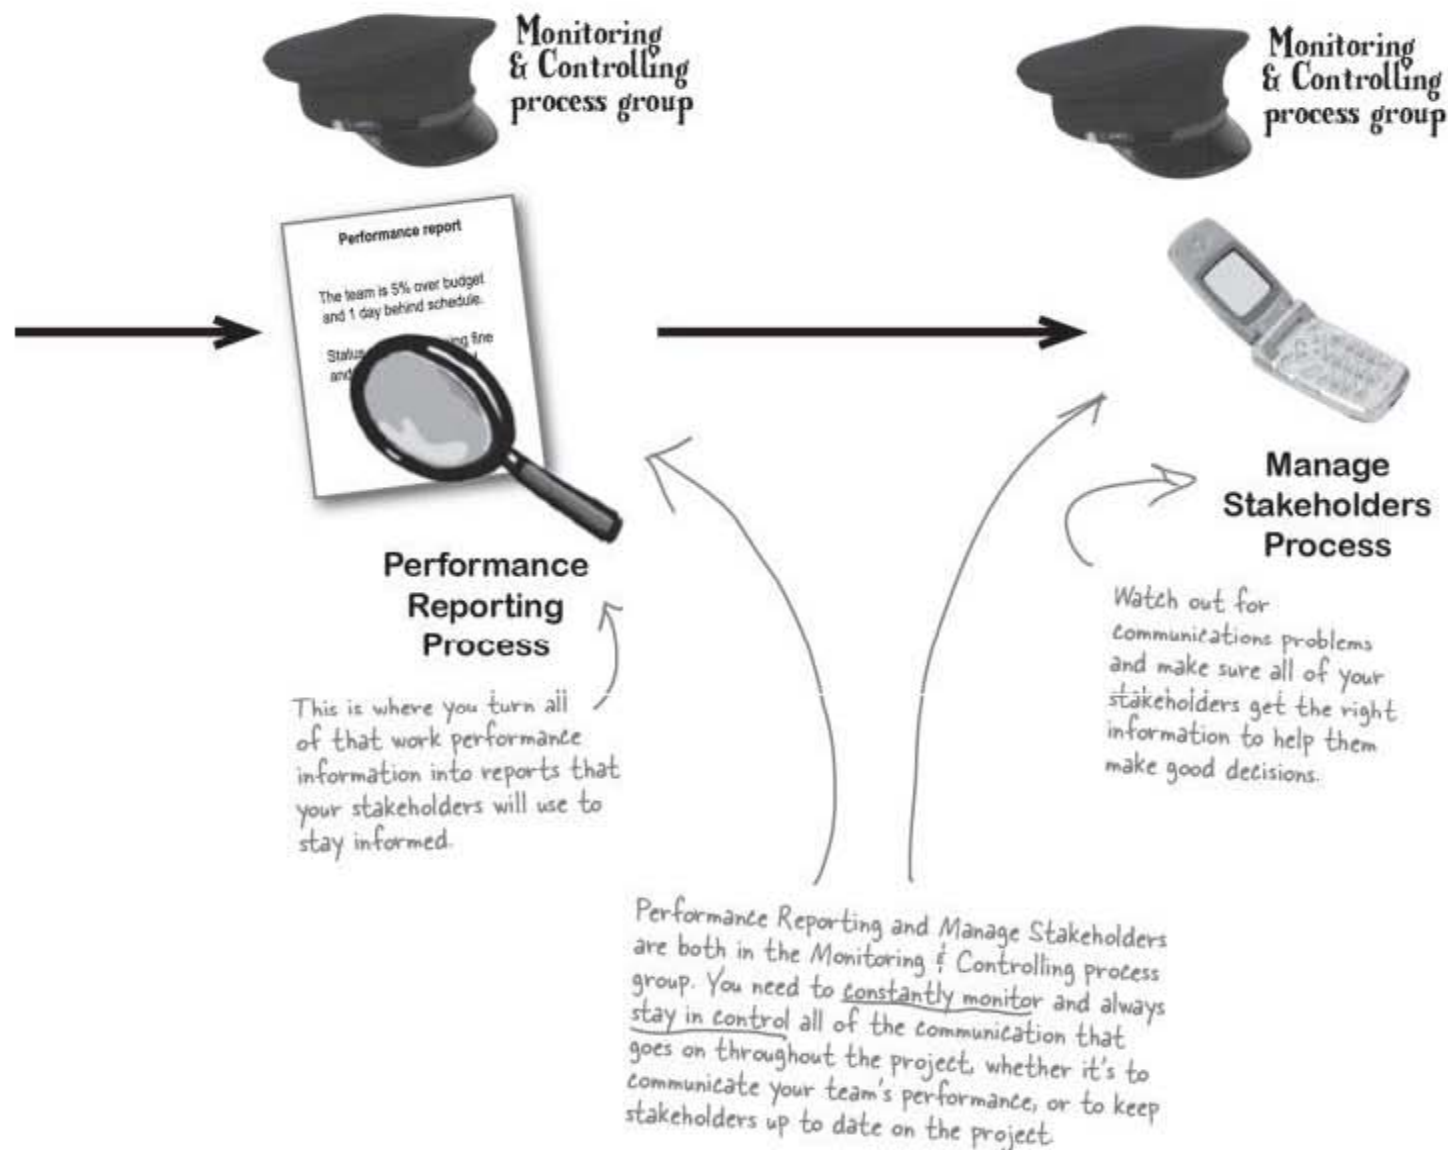 Monitoring
& Controlling
process group
Monitoring
& Controlling
process group
Performance report
The team is 5% over budget
and 1 day behind schedule.
Status
ing fine
and
Performance
Reporting
Process
This is where you turn all
of that work performance
information into reports that
your stakeholders will use to
stay informed.
Manage
Stakeholders
Process
Watch out for
communications problems
and make sure all of your
stakeholders get the right
information to help them
make good decisions.
Performance Reporting and Manage Stakeholders
are both in the Monitoring & Controlling process
group. You need to constantly monitor and always
stay in control all of the communication that
goes on throughout the project, whether it's to
communicate your team's performance, or to keep
stakeholders up to date on the project.